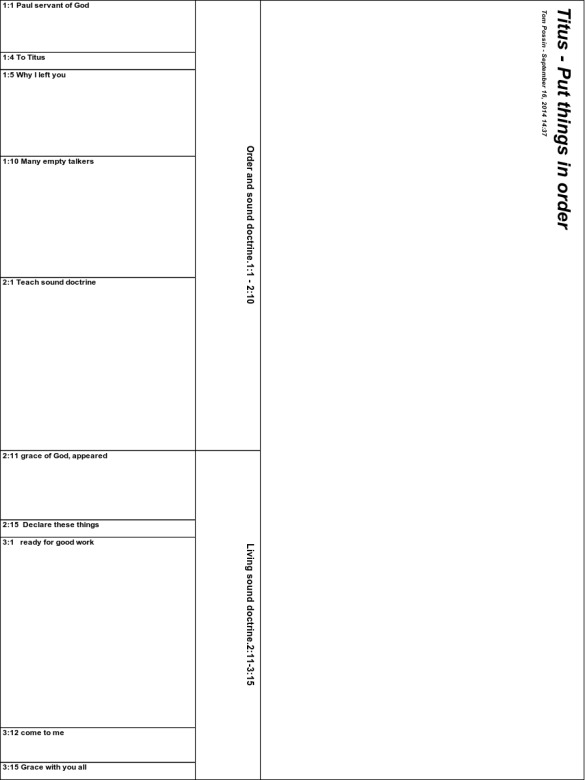 Titus - Put things in order
Tom Possin - September 16, 2014 14:37
Order and sound doctrine.1:1 - 2:10
1:1 Paul servant of God
1:4 To Titus
1:5 Why I left you
1:10 Many empty talkers
2:1 Teach sound doctrine
Living sound doctrine.2:11-3:15
2:11 grace of God, appeared
2:15 Declare these things
3:1 ready for good work
3:12 come to me
3:15 Grace with you all